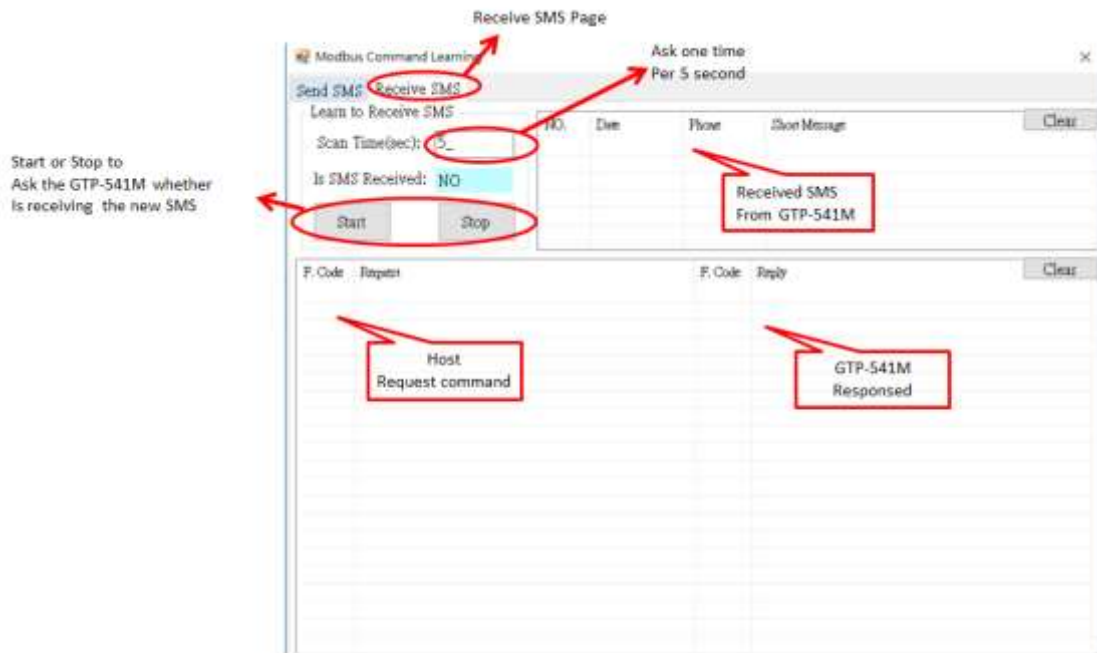 Receive SMS Page
Modbus Command Learning
Ask one time
Per 5 second
Send SMS Receive SMS
Learn to Receive SMS
Scan Time(sec): 5_
NO. Date Phone Short Message Clear
Start or Stop to
Ask the GTP-541M whether
Is receiving the new SMS
Is SMS Received: NO
Received SMS
From GTP-541M
Start Stop
F. Code Request F. Code Reply Clear
Host
Request command
GTP-541M
Responsed